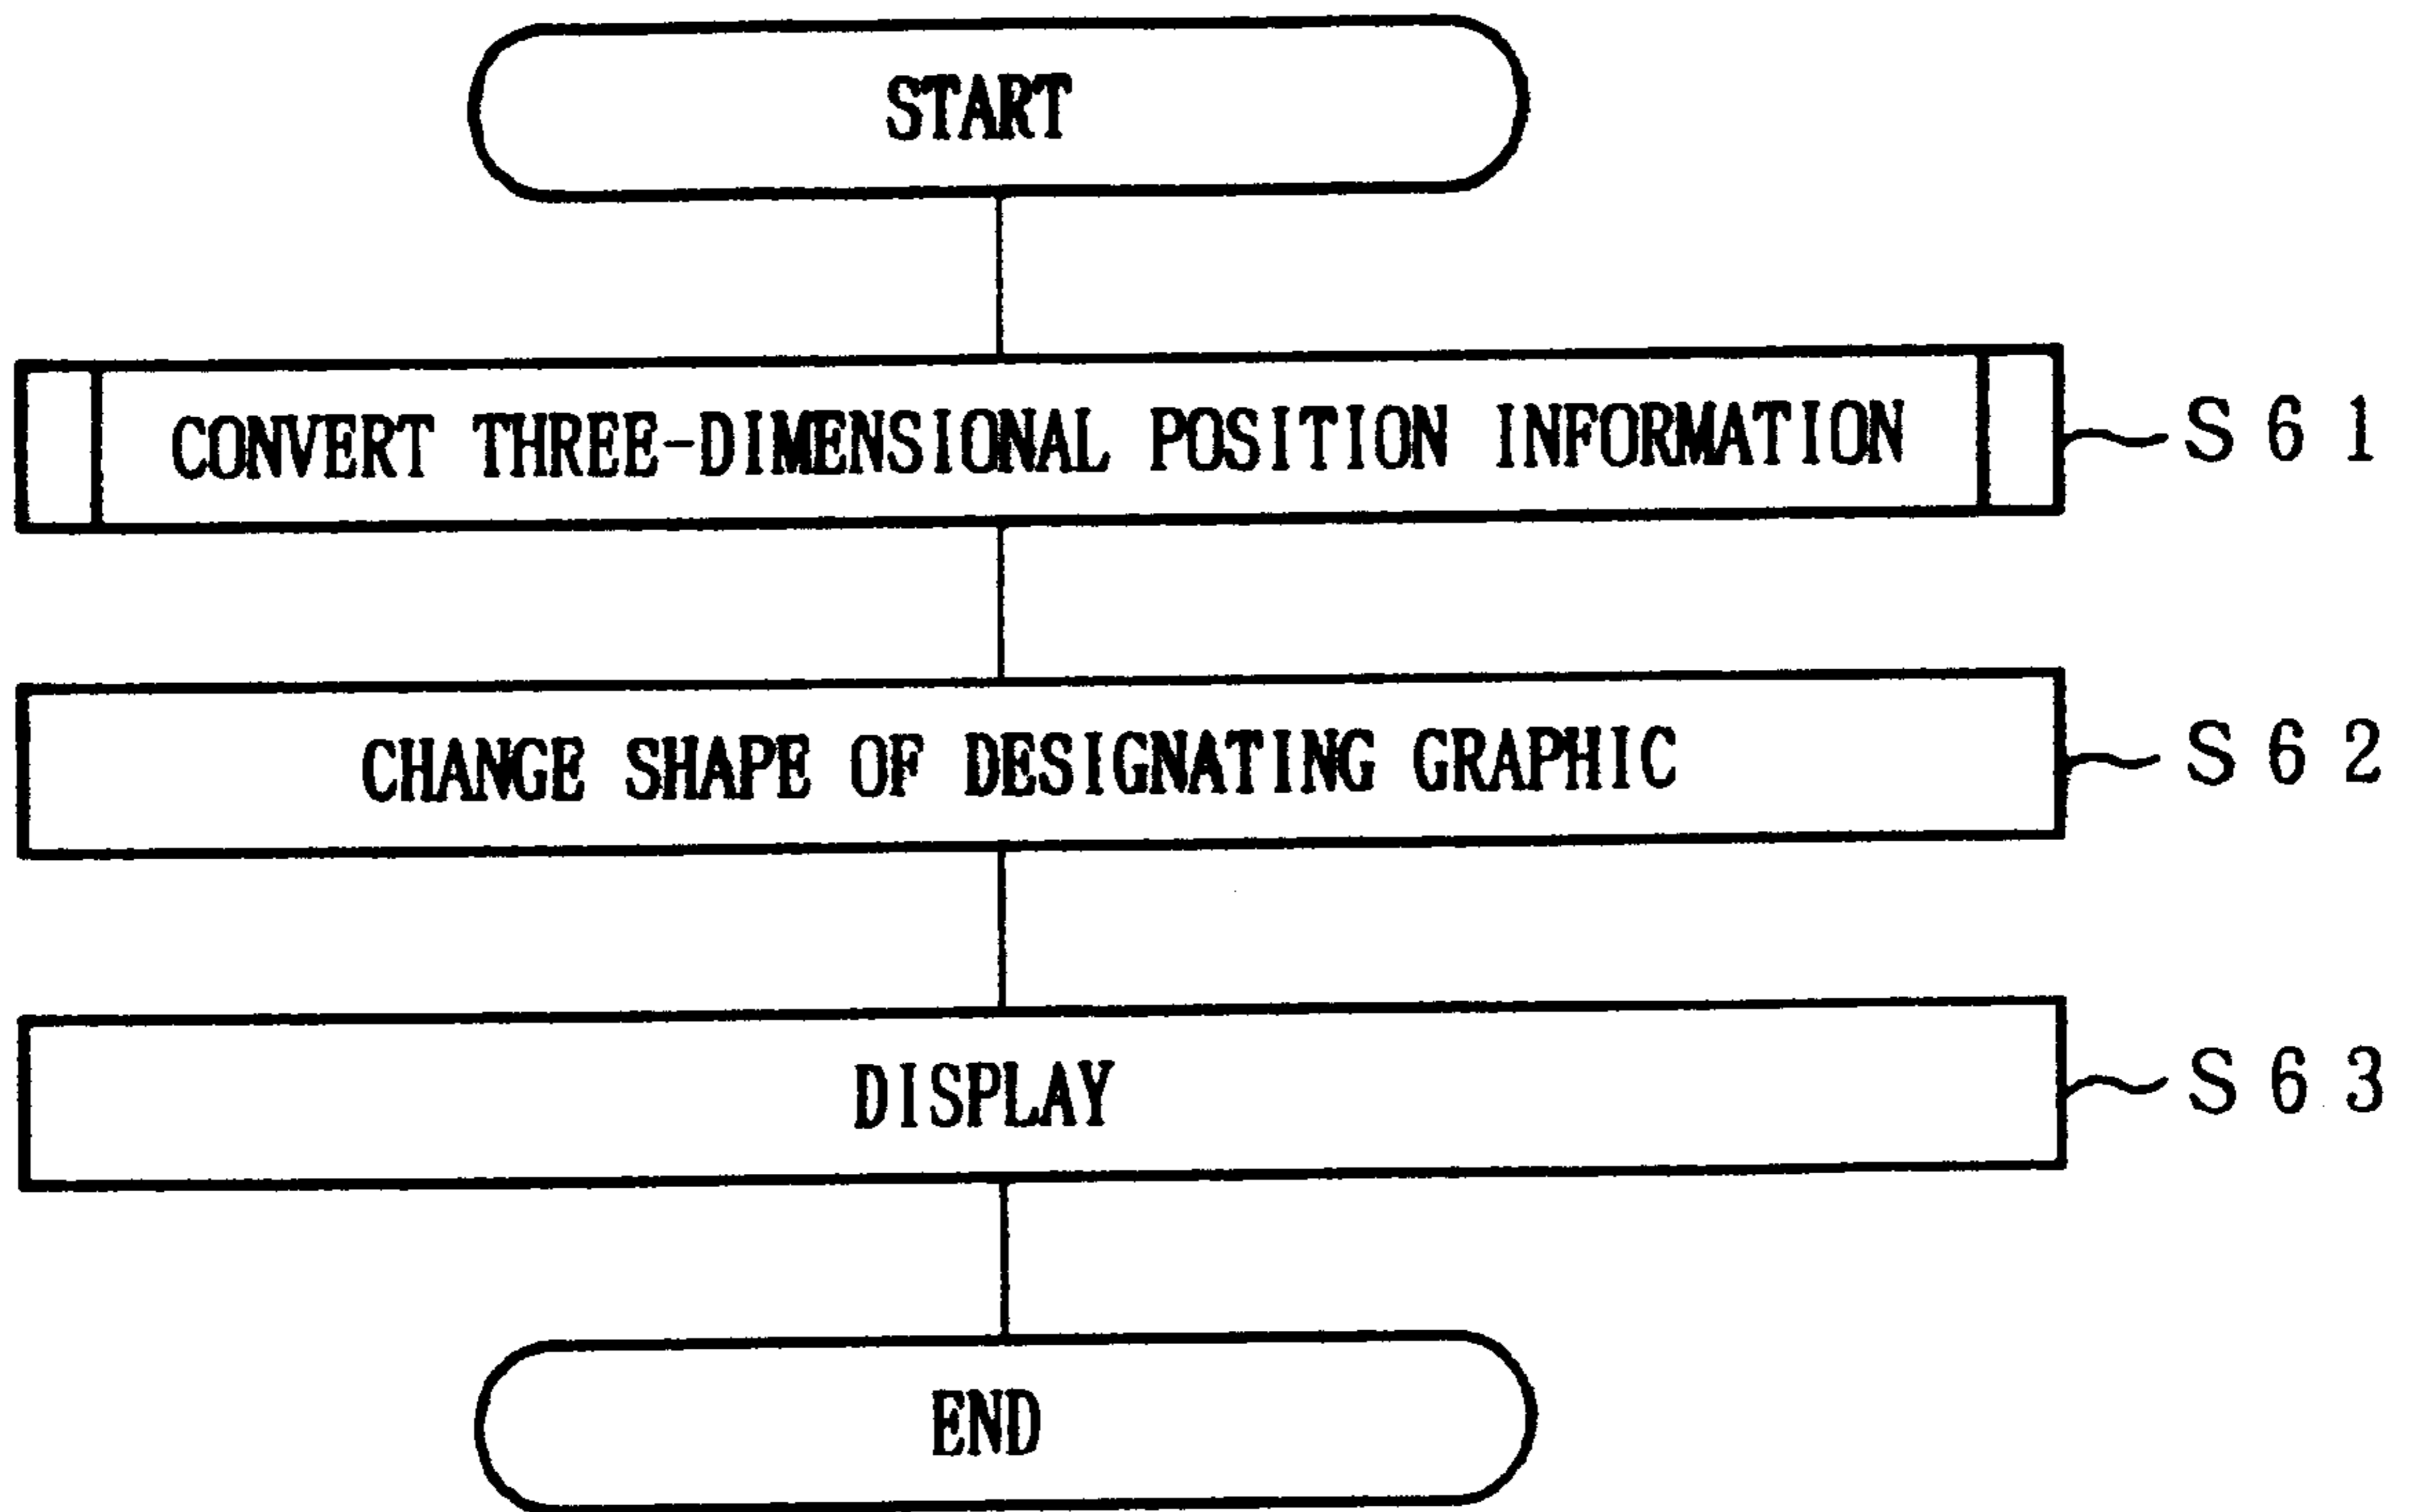 START
CONVERT THREE-DIMENSIONAL POSITION INFORMATION S61
CHANGE SHAPE OF DESIGNATING GRAPHIC S62
DISPLAY S63
END